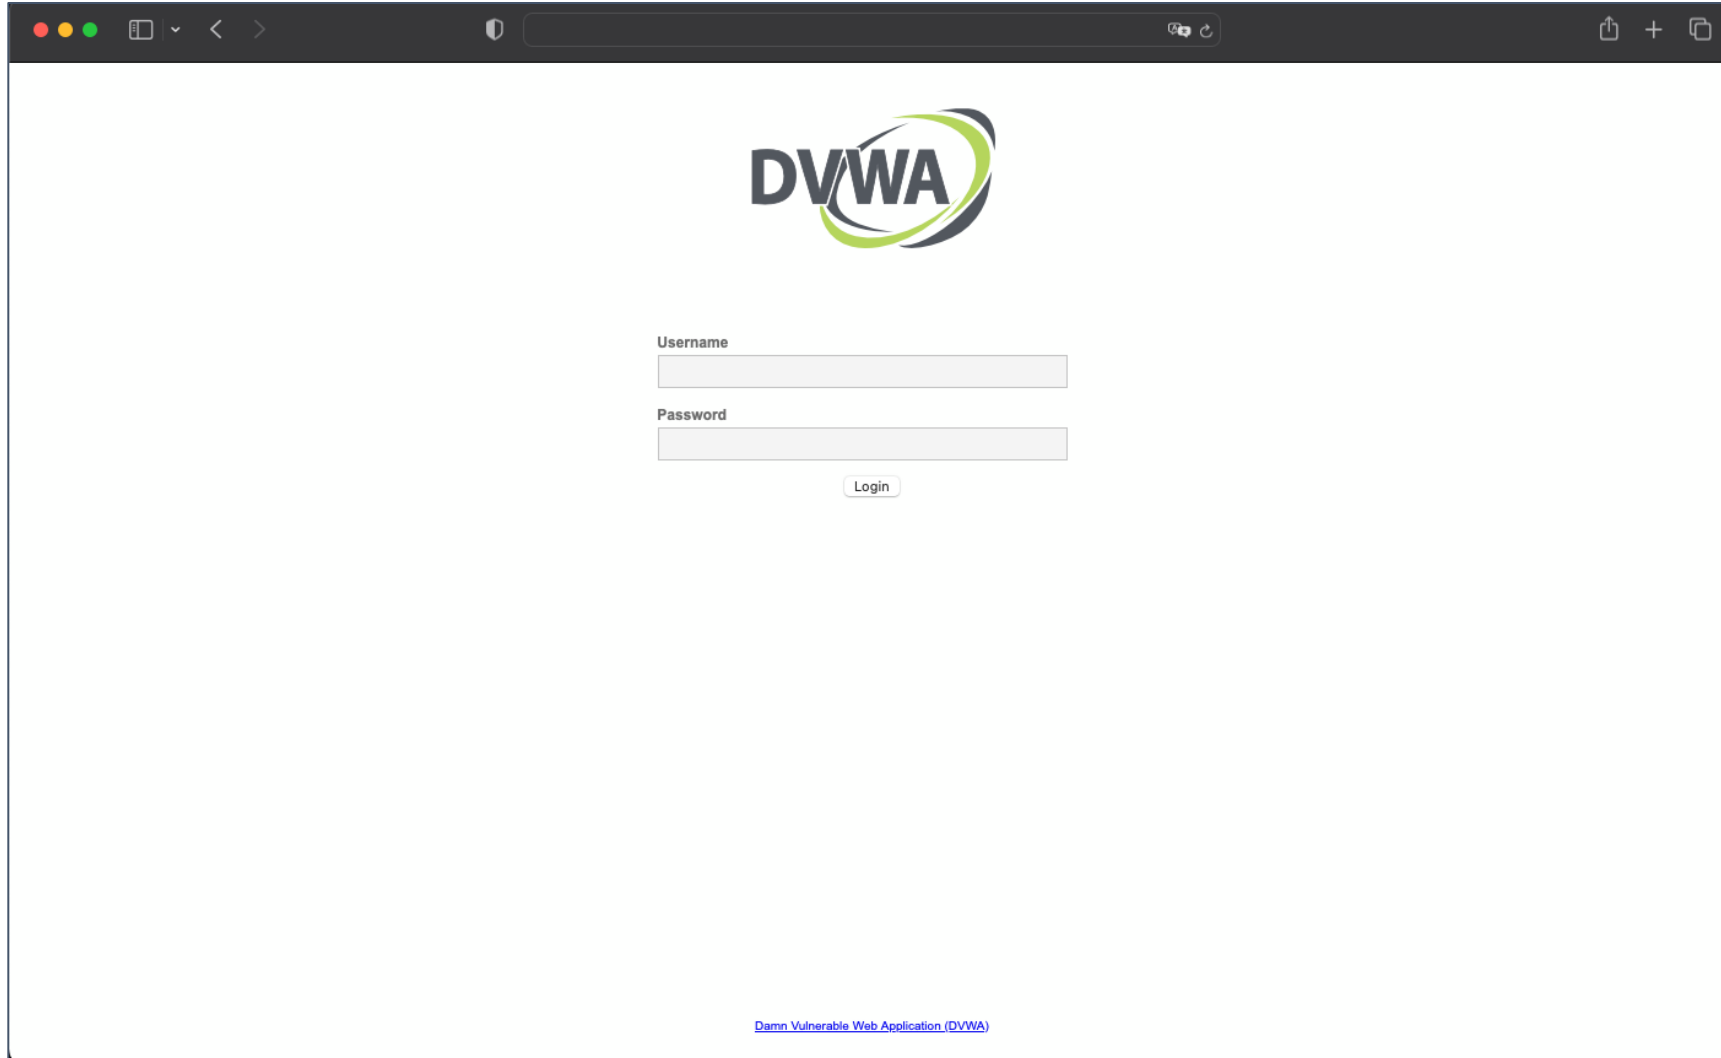 DVWA
Username
Password
Login
Damn Vulnerable Web Application (DVWA)